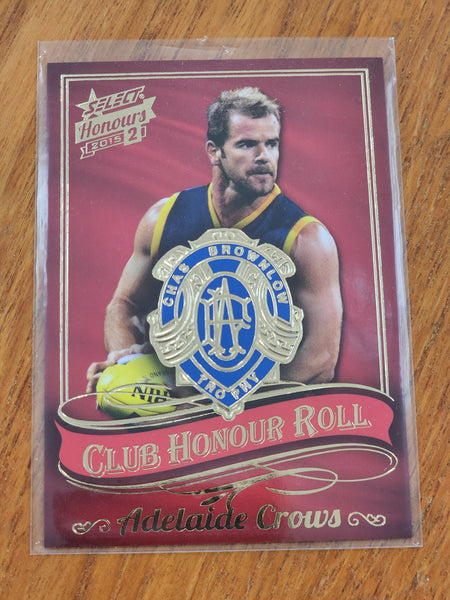 SELECT
Honours
2015 2
CHAS BROWNLOW
TROPHY
CLUB HONOUR ROLL
Adelaide Crows